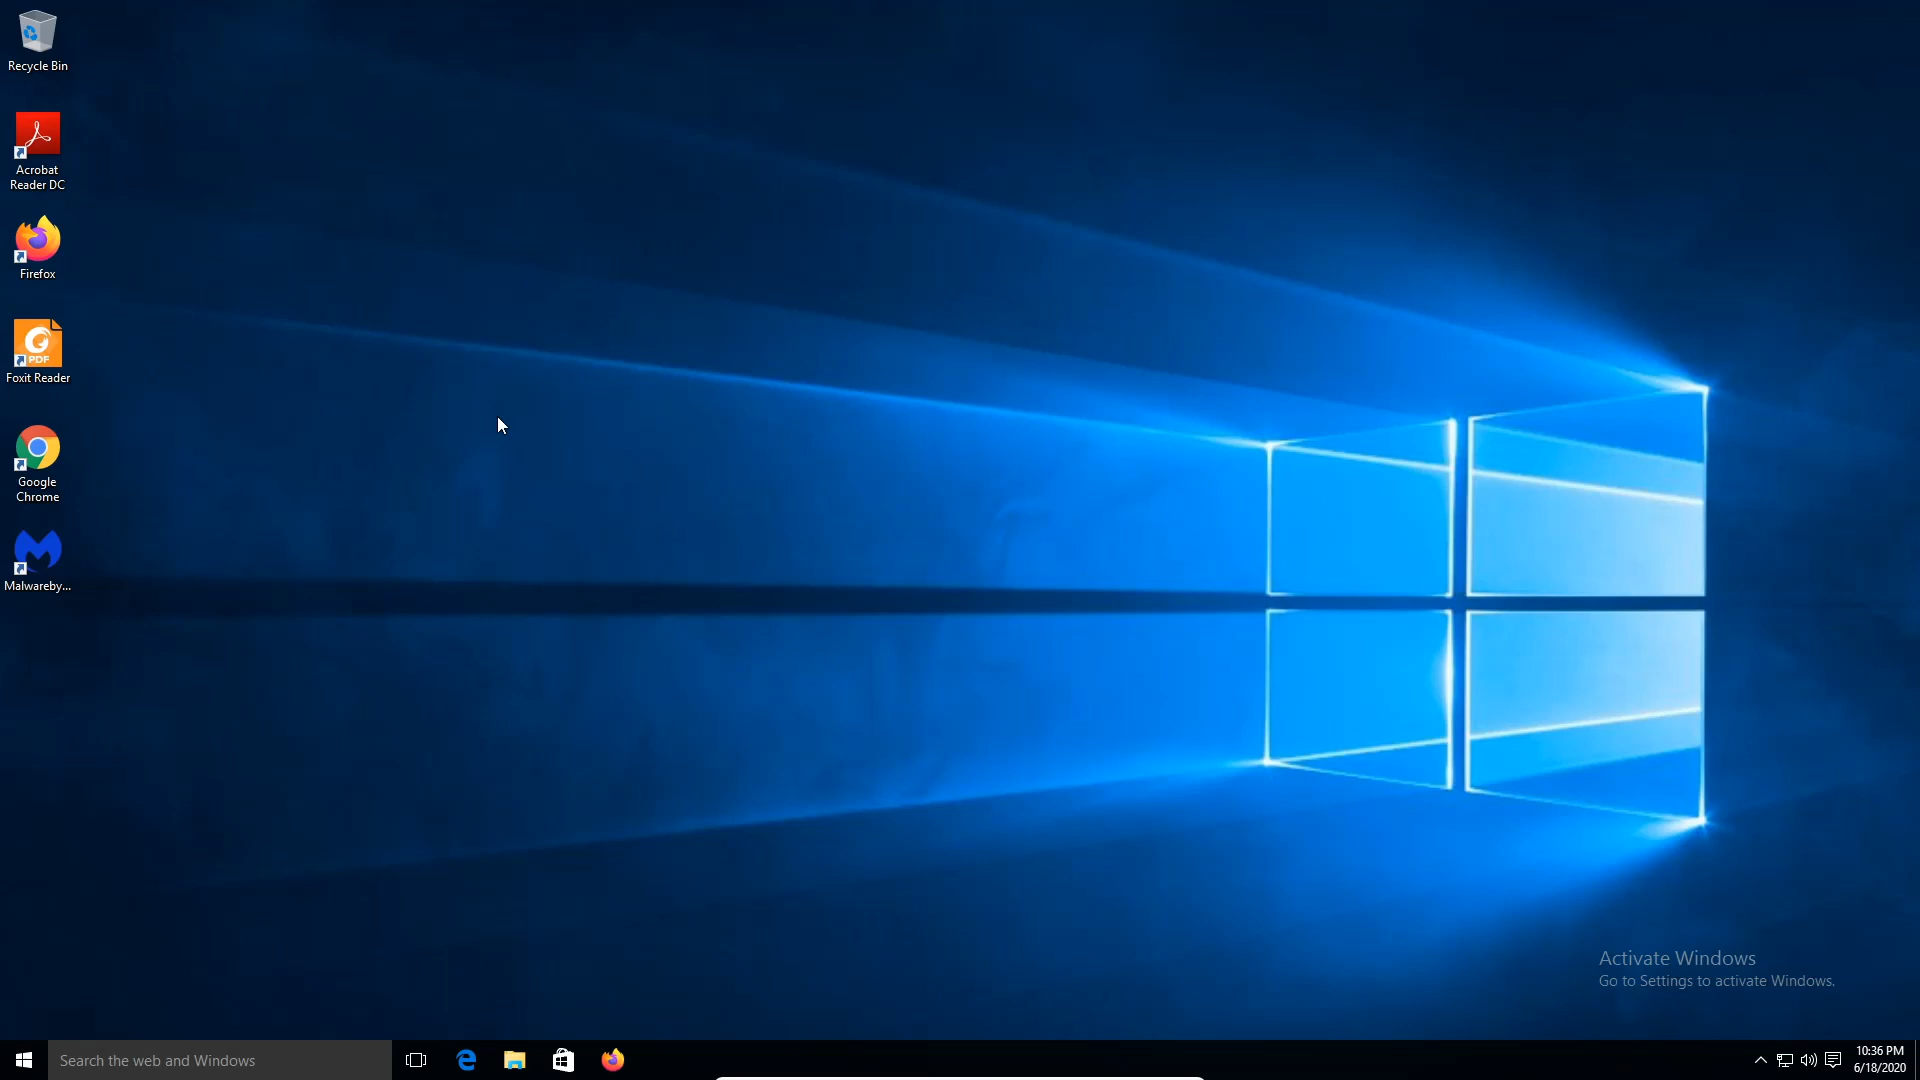 Recycle Bin
Acrobat
Reader DC
Firefox
PDF
Foxit Reader
Google
Chrome
Malwareby...
Activate Windows
Go to Settings to activate Windows.
Search the web and Windows
10:36 PM
6/18/2020